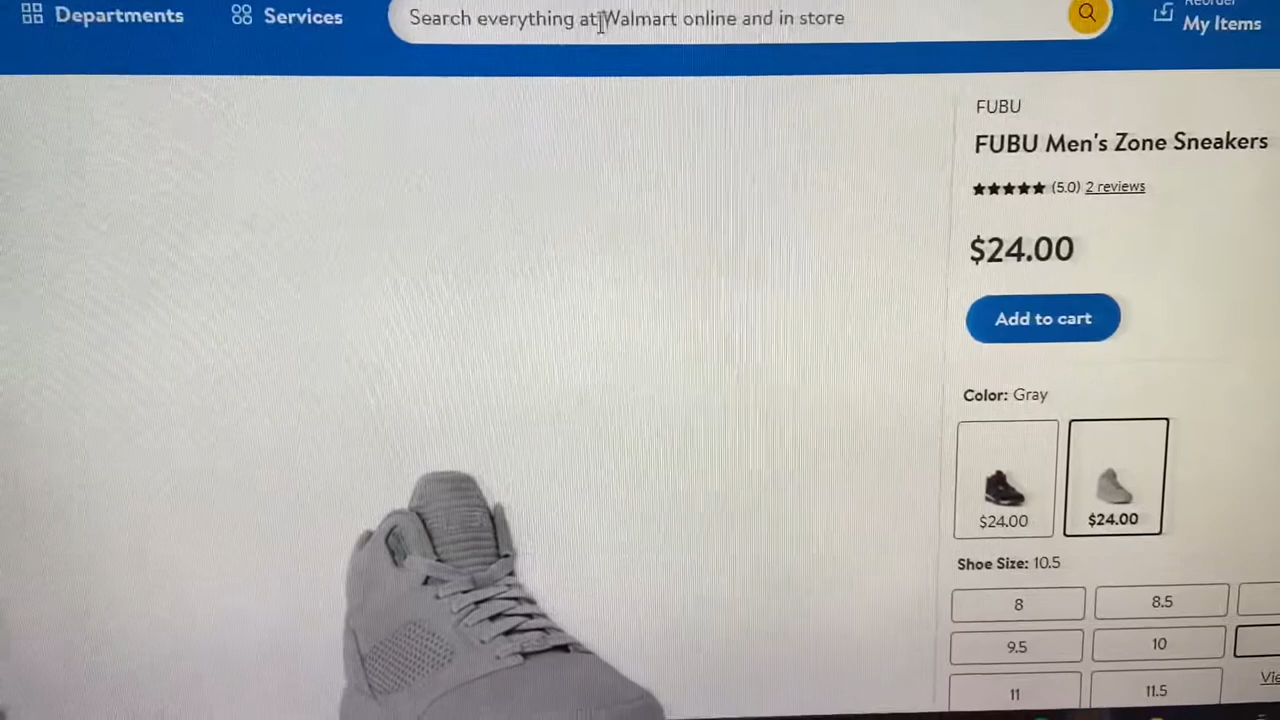 Departments
Services
Search everything at Walmart online and in store
Reorder
My Items
FUBU
FUBU Men's Zone Sneakers
(5.0) 2 reviews
$24.00
Add to cart
Color: Gray
$24.00
$24.00
Shoe Size: 10.5
8
8.5
9.5
10
11
11.5